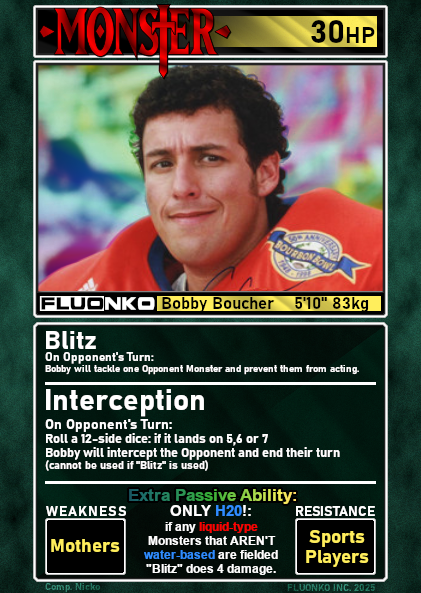 MONSTER
30HP
50TH ANNIVERSARY
BOURBON BOWL
FLUONKO Bobby Boucher 5'10" 83kg
Blitz
On Opponent's Turn:
Bobby will tackle one Opponent Monster and prevent them from acting.
Interception
On Opponent's Turn:
Roll a 12-side dice: if it lands on 5,6 or 7
Bobby will intercept the Opponent and end their turn
(cannot be used if "Blitz" is used)
Extra Passive Ability:
WEAKNESS
Mothers
ONLY H20!:
if any liquid-type
Monsters that AREN'T
water-based are fielded
"Blitz" does 4 damage.
RESISTANCE
Sports
Players
Comp. Nicko
FLUONKO INC. 2025